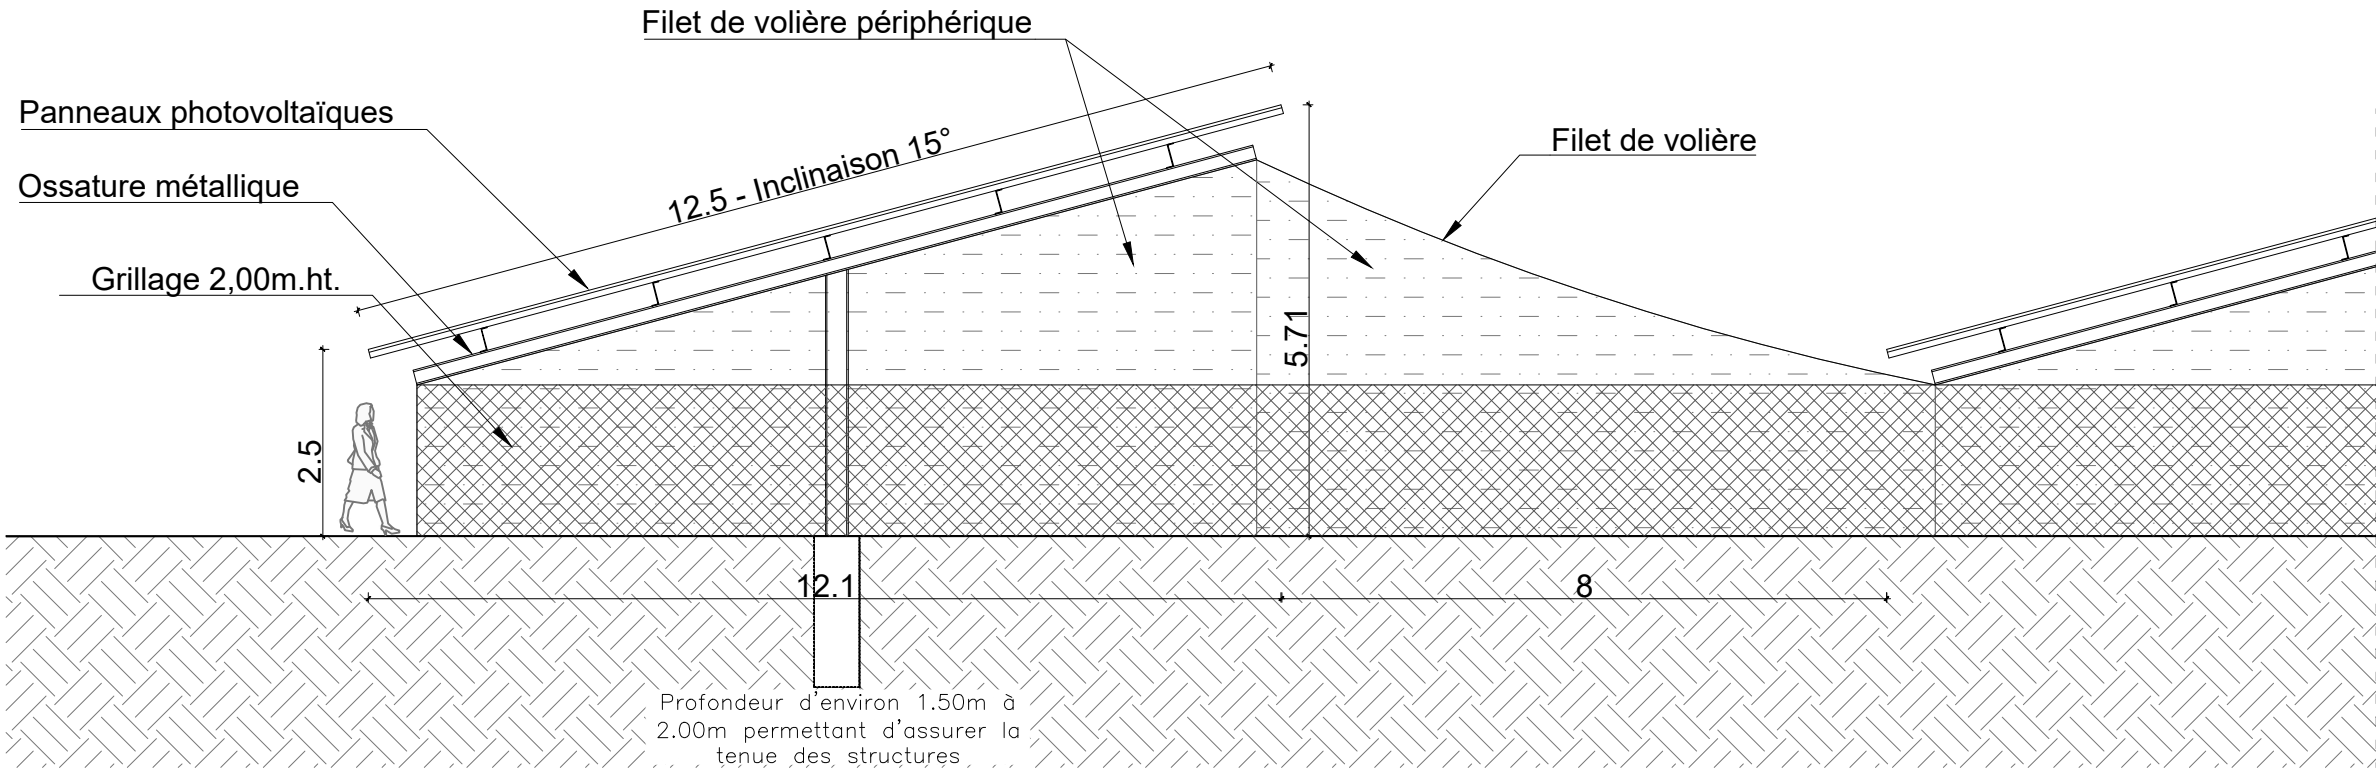 Filet de volière périphérique
Panneaux photovoltaïques
12.5 - Inclinaison 15°
Filet de volière
Ossature métallique
Grillage 2,00m.ht.
5.71
2.5
12.1
8
Profondeur d'environ 1.50m à
2.00m permettant d'assurer la
tenue des structures